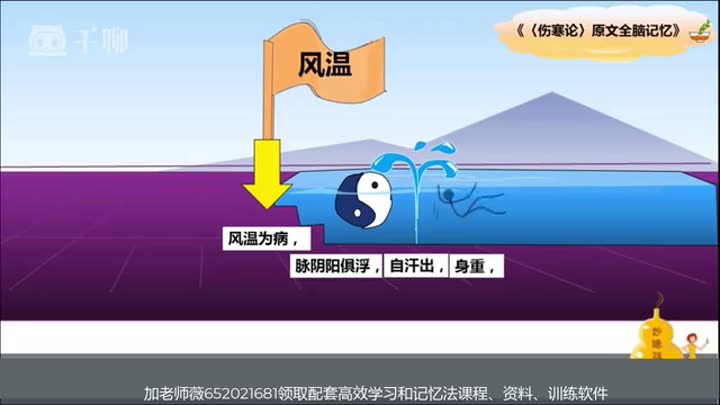 千聊
《〈伤寒论〉原文全脑记忆》
风温
风温为病，
脉阴阳俱浮，
自汗出，
身重，
加老师薇652021681领取配套高效学习和记忆法课程、资料、训练软件